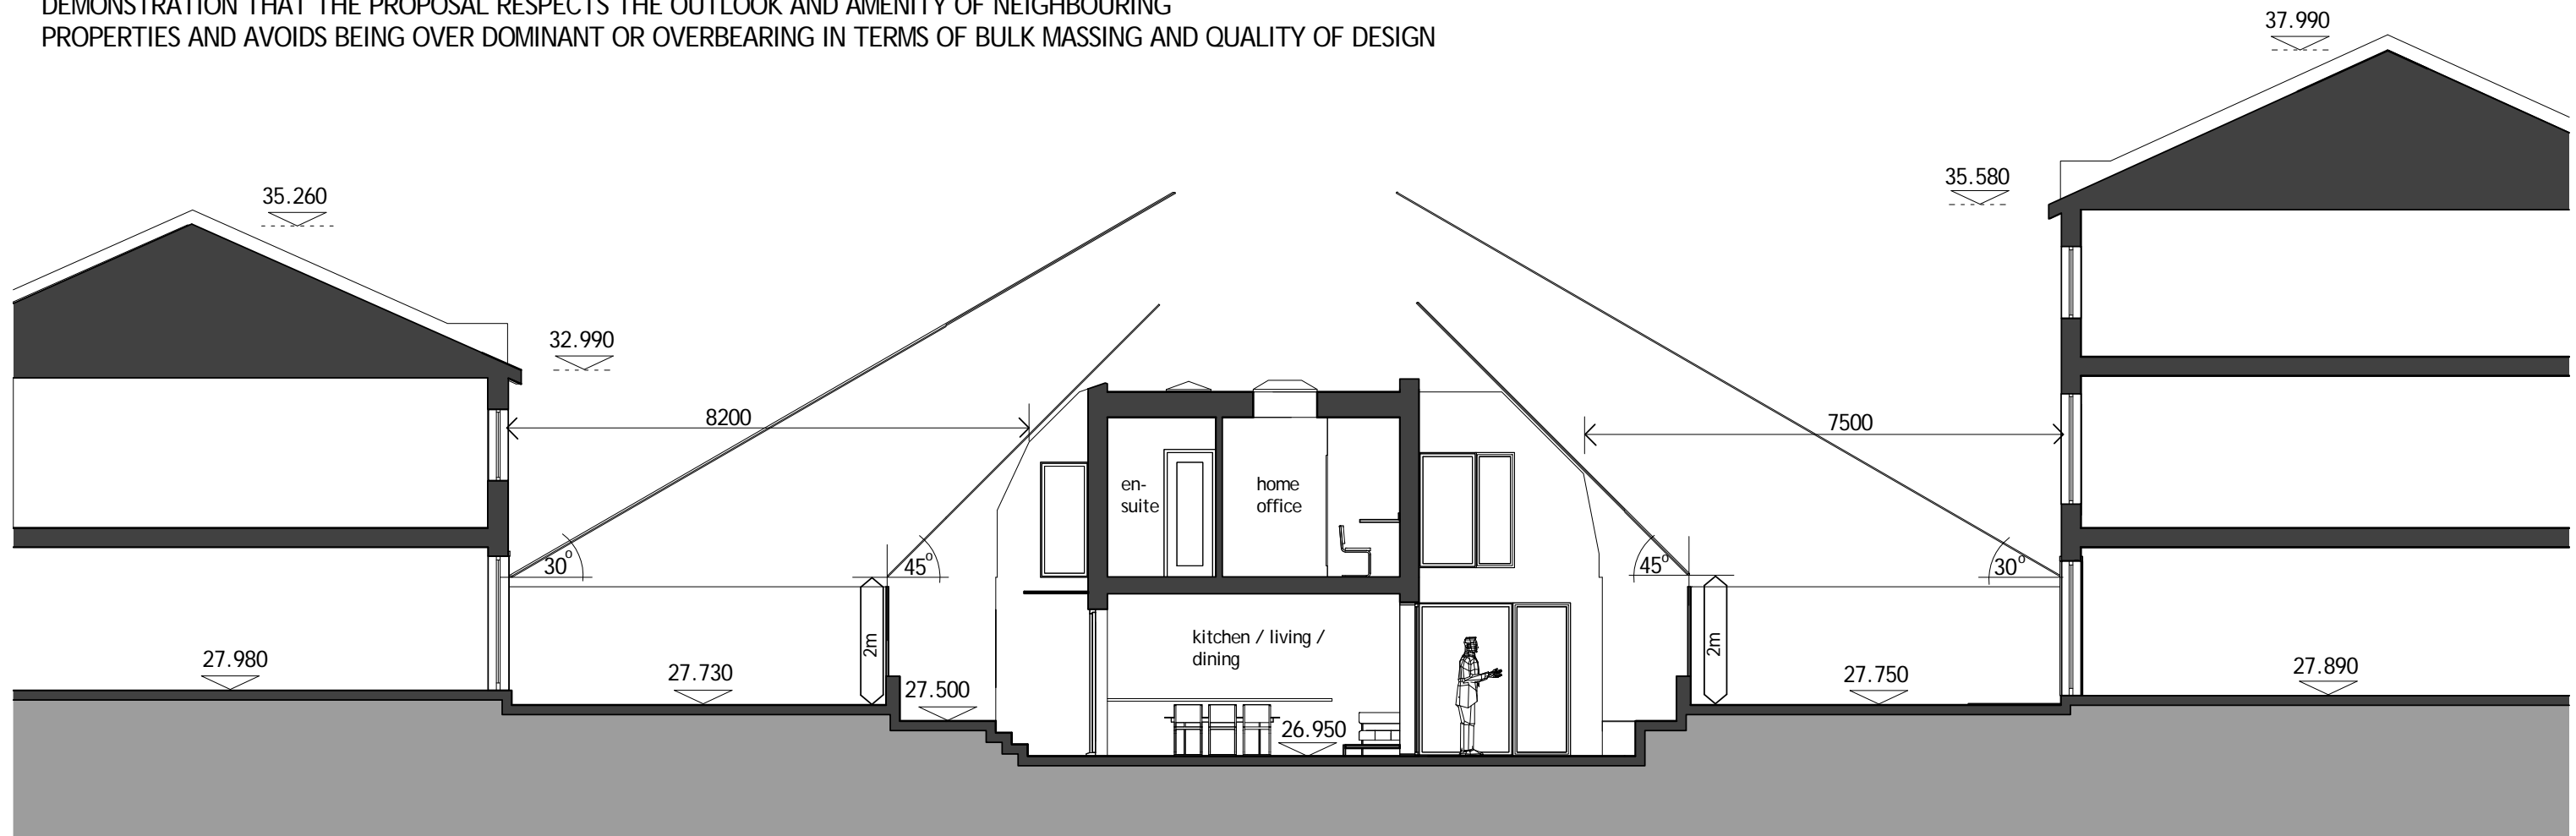 DEMONSTRATION THAT THE PROPOSAL RESPECTS THE OUTLOOK AND AMENITY OF NEIGHBOURING
PROPERTIES AND AVOIDS BEING OVER DOMINANT OR OVERBEARING IN TERMS OF BULK MASSING AND QUALITY OF DESIGN
37.990
35.580
35.260
32.990
8200
7500
en-
suite
home
office
30°
45°
45°
30°
2m
kitchen / living /
dining
2m
27.980
27.730
27.500
26.950
27.750
27.890